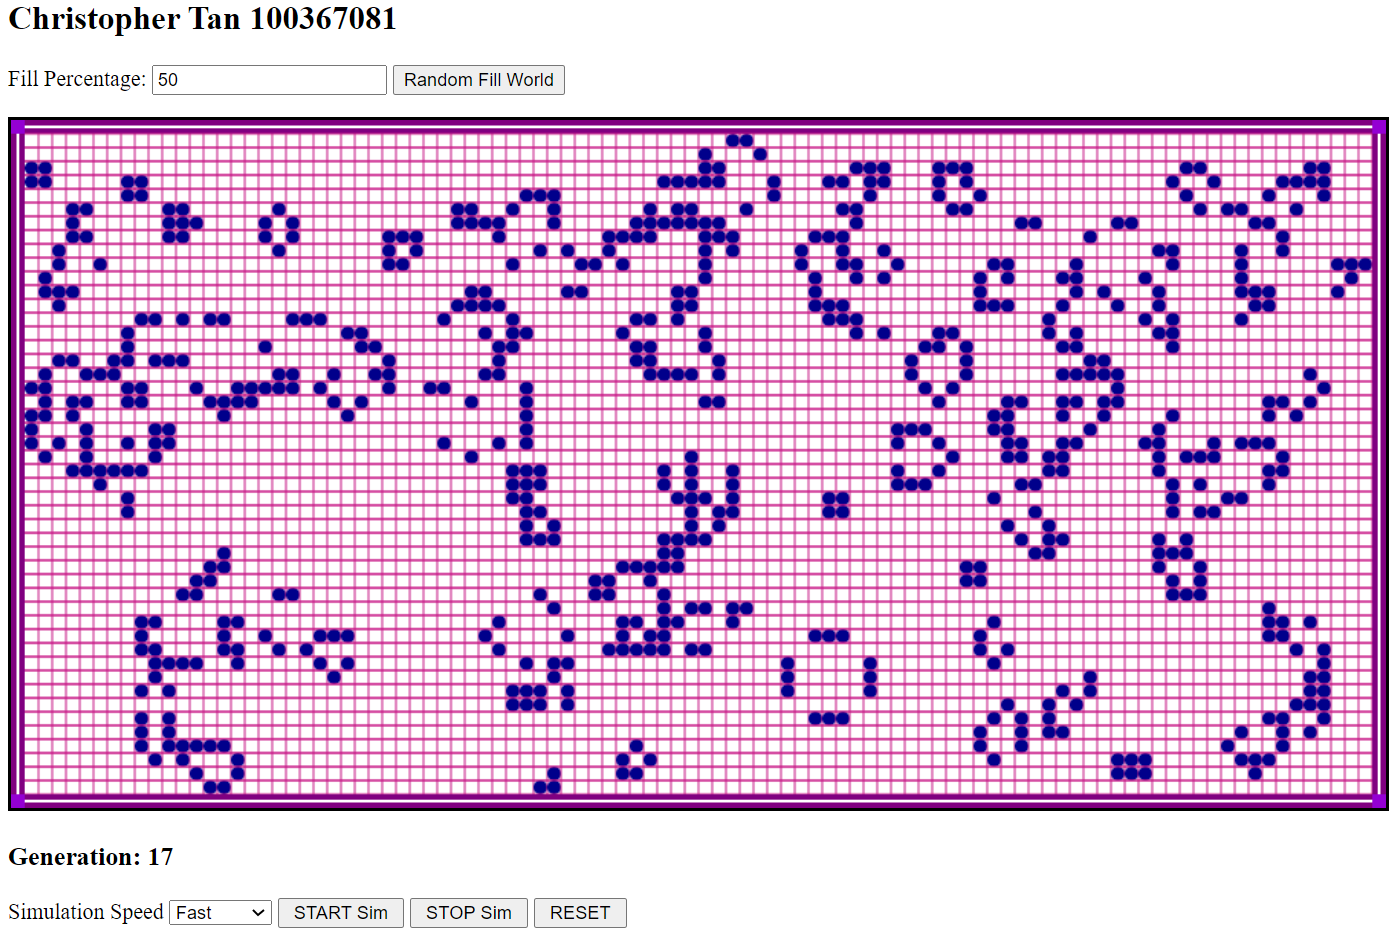 Christopher Tan 100367081
Fill Percentage: 50 Random Fill World
Generation: 17
Simulation Speed Fast START Sim STOP Sim RESET